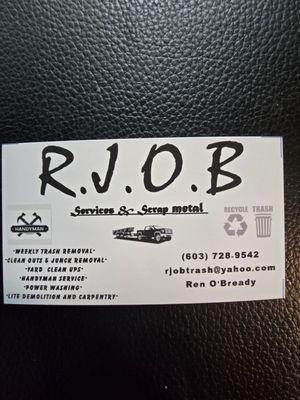 R.J.O.B
Services & Scrap metal
RECYCLE TRASH
HANDYMAN
·WEEKLY TRASH REMOVAL·
·CLEAN OUTS & JUNCK REMOVAL·
·YARD CLEAN UPS·
·HANDYMAN SERVICE·
·POWER WASHING·
·LITE DEMOLITION AND CARPENTRY·
(603) 728-9542
rjobtrash@yahoo.com
Ren O'Bready